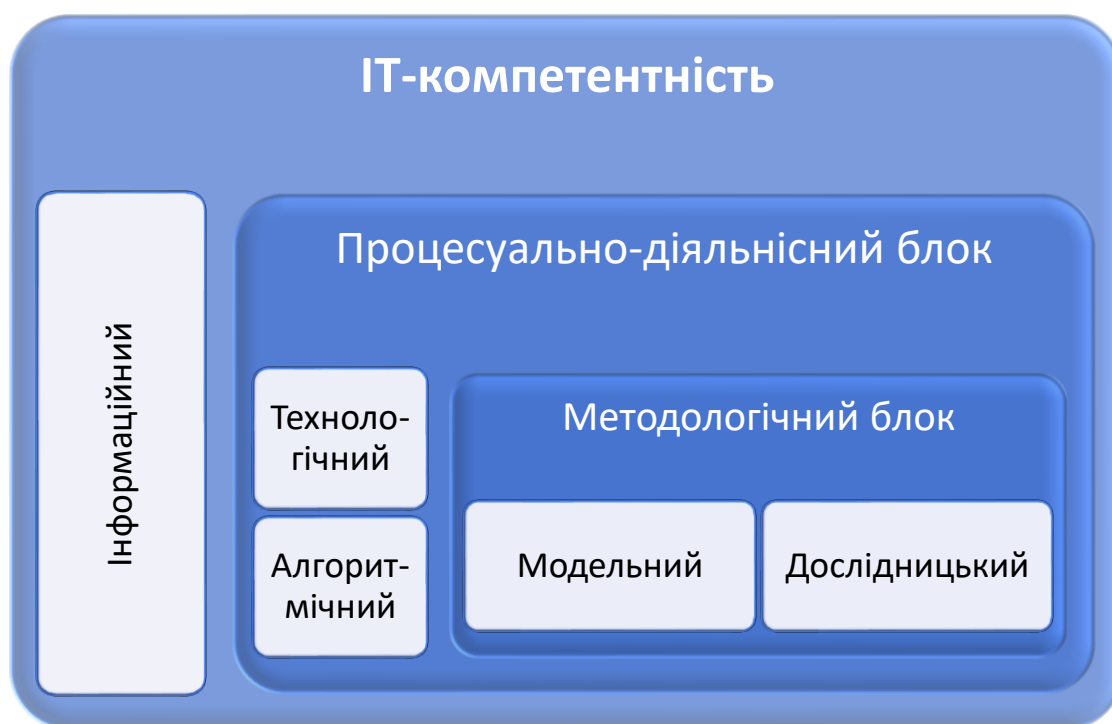 ІТ-компетентність
Інформаційний
Процесуально-діяльнісний блок
Техноло-
гічний
Алгорит-
мічний
Методологічний блок
Модельний
Дослідницький